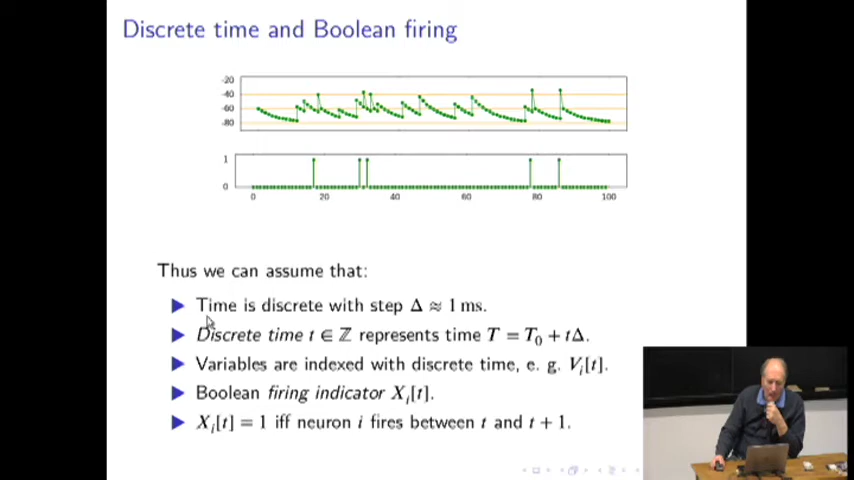 Discrete time and Boolean firing
-20
-40
-60
-80
1
0
0 20 40 60 80 100
Thus we can assume that:
▶ Time is discrete with step Δ ≈ 1 ms.
▶ Discrete time t ∈ ℤ represents time T = T₀ + tΔ.
▶ Variables are indexed with discrete time, e. g. Vᵢ[t].
▶ Boolean firing indicator Xᵢ[t].
▶ Xᵢ[t] = 1 iff neuron i fires between t and t + 1.